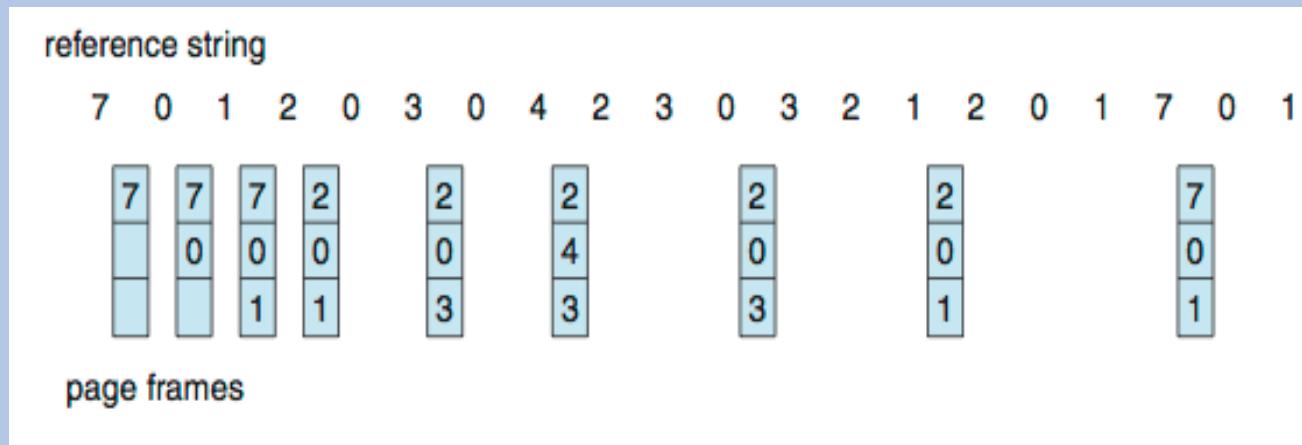 reference string
7 0 1 2 0 3 0 4 2 3 0 3 2 1 2 0 1 7 0 1
7 7 7 2 2 2 2 2 7
0 0 0 0 4 0 0 0
1 1 3 3 3 1 1
page frames